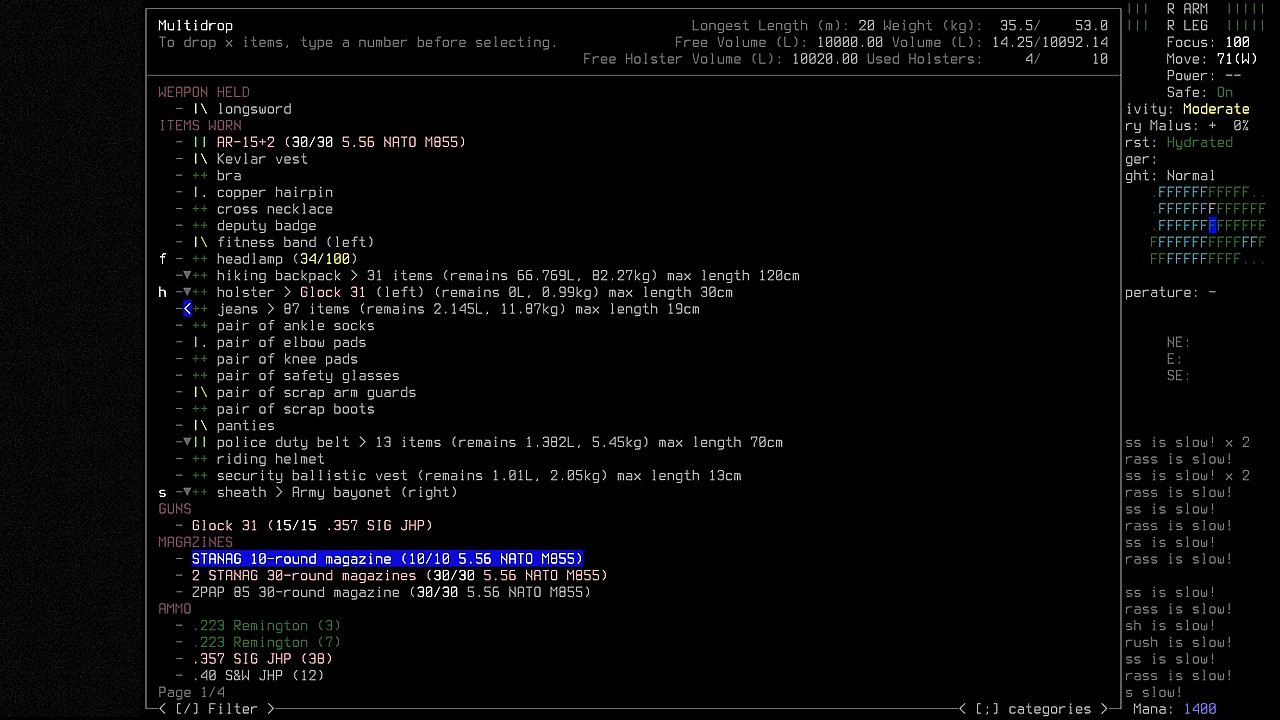 Multidrop Longest Length (m): 20 Weight (kg): 35.5/ 53.0
To drop x items, type a number before selecting. Free Volume (L): 10000.00 Volume (L): 14.25/10092.14
Free Holster Volume (L): 10020.00 Used Holsters: 4/ 10
WEAPON HELD
- |\ longsword
ITEMS WORN
- || AR-15+2 (30/30 5.56 NATO M855)
- |\ Kevlar vest
- ++ bra
- |. copper hairpin
- ++ cross necklace
- ++ deputy badge
- |\ fitness band (left)
f - ++ headlamp (34/100)
-▼++ hiking backpack > 31 items (remains 66.769L, 82.27kg) max length 120cm
h -▼++ holster > Glock 31 (left) (remains 0L, 0.99kg) max length 30cm
-<++ jeans > 87 items (remains 2.145L, 11.87kg) max length 19cm
- ++ pair of ankle socks
- |. pair of elbow pads
- ++ pair of knee pads
- ++ pair of safety glasses
- |\ pair of scrap arm guards
- ++ pair of scrap boots
- |\ panties
-▼|| police duty belt > 13 items (remains 1.382L, 5.45kg) max length 70cm
- ++ riding helmet
- ++ security ballistic vest (remains 1.01L, 2.05kg) max length 13cm
s -▼++ sheath > Army bayonet (right)
GUNS
- Glock 31 (15/15 .357 SIG JHP)
MAGAZINES
- STANAG 10-round magazine (10/10 5.56 NATO M855)
- 2 STANAG 30-round magazines (30/30 5.56 NATO M855)
- ZPAP 85 30-round magazine (30/30 5.56 NATO M855)
AMMO
- .223 Remington (3)
- .223 Remington (7)
- .357 SIG JHP (38)
- .40 S&W JHP (12)
Page 1/4
< [/] Filter > < [;] categories >
||| R ARM |||||
||| R LEG |||||
Focus: 100
Move: 71(W)
Power: --
Safe: On
ivity: Moderate
ry Malus: + 0%
rst: Hydrated
ger:
ght: Normal
.FFFFFFFFFFF..
.FFFFFFFFFFFFF
.FFFFFFFFFFFFF
FFFFFFFFFFFFFF
FFFFFFFFFFF...
perature: -
NE:
E:
SE:
ss is slow! x 2
rass is slow!
ss is slow! x 2
rass is slow!
ss is slow!
rass is slow!
ss is slow!
rass is slow!
ss is slow!
rass is slow!
sh is slow!
rush is slow!
ss is slow!
rass is slow!
s slow!
Mana: 1400